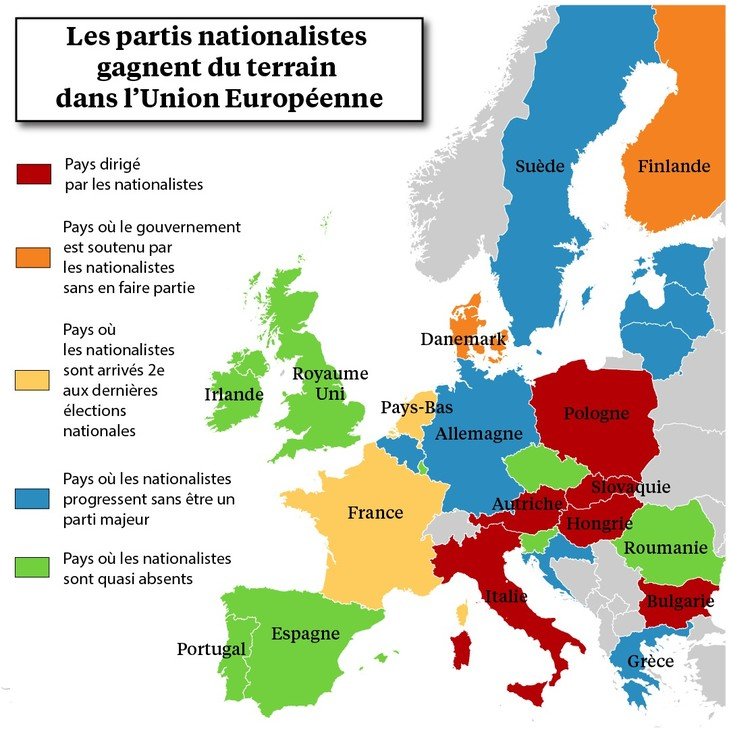 Les partis nationalistes
gagnent du terrain
dans l'Union Européenne
Pays dirigé
par les nationalistes
Pays où le gouvernement
est soutenu par
les nationalistes
sans en faire partie
Pays où
les nationalistes
sont arrivés 2e
aux dernières
élections
nationales
Pays où les nationalistes
progressent sans être un
parti majeur
Pays où les nationalistes
sont quasi absents
Suède
Finlande
Danemark
Irlande
Royaume
Uni
Pays-Bas
Allemagne
Pologne
France
Autriche
Slovaquie
Hongrie
Roumanie
Italie
Bulgarie
Portugal
Espagne
Grèce